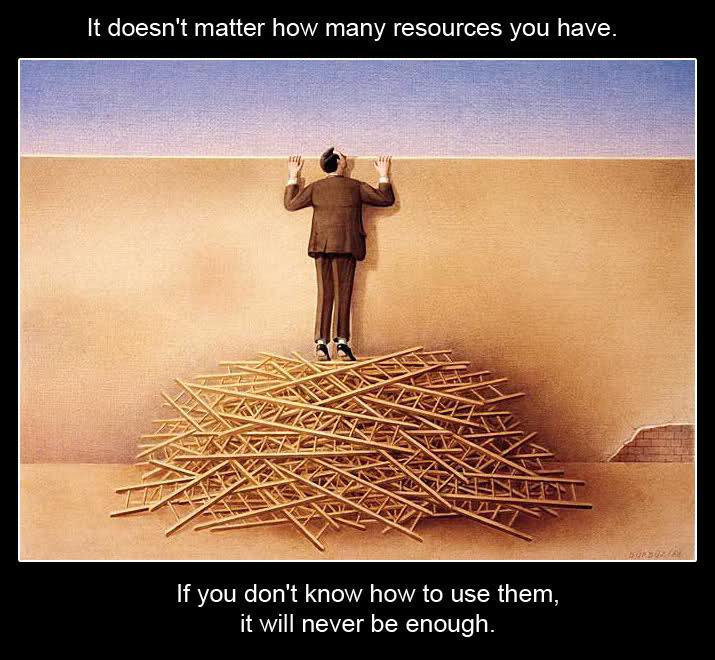 It doesn't matter how many resources you have.
If you don't know how to use them,
it will never be enough.